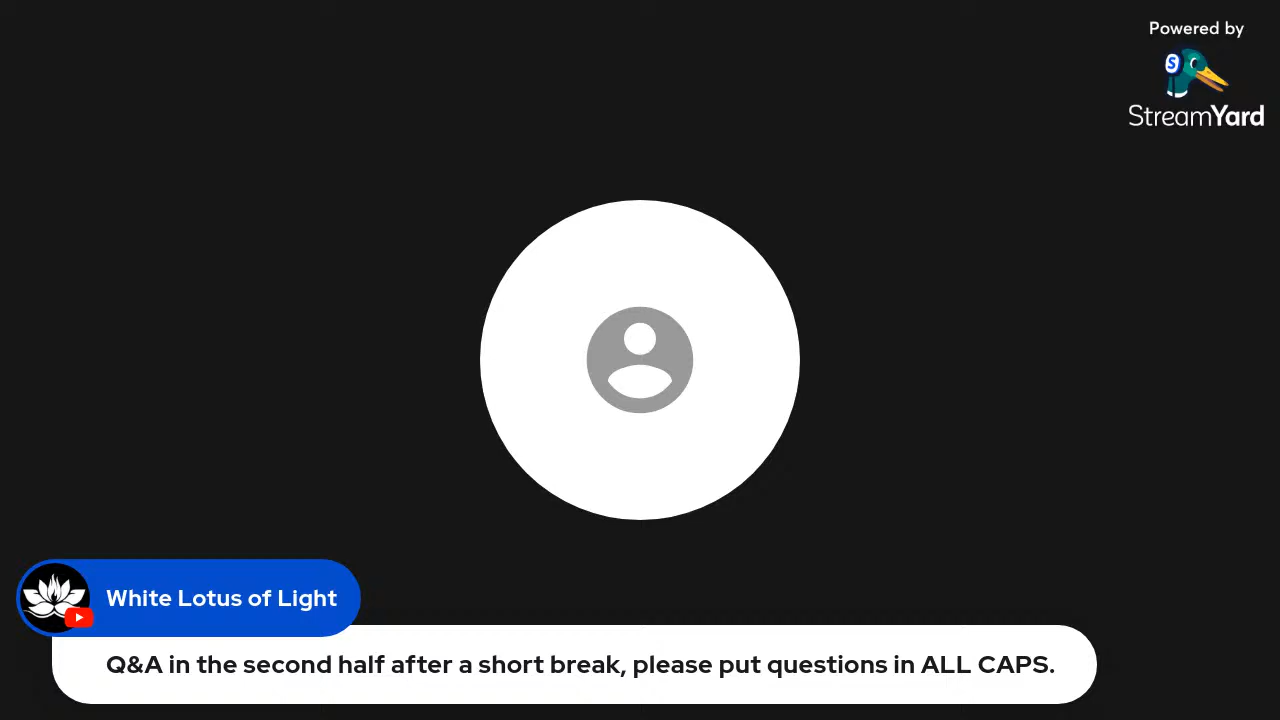 Powered by
S
StreamYard
White Lotus of Light
Q&A in the second half after a short break, please put questions in ALL CAPS.